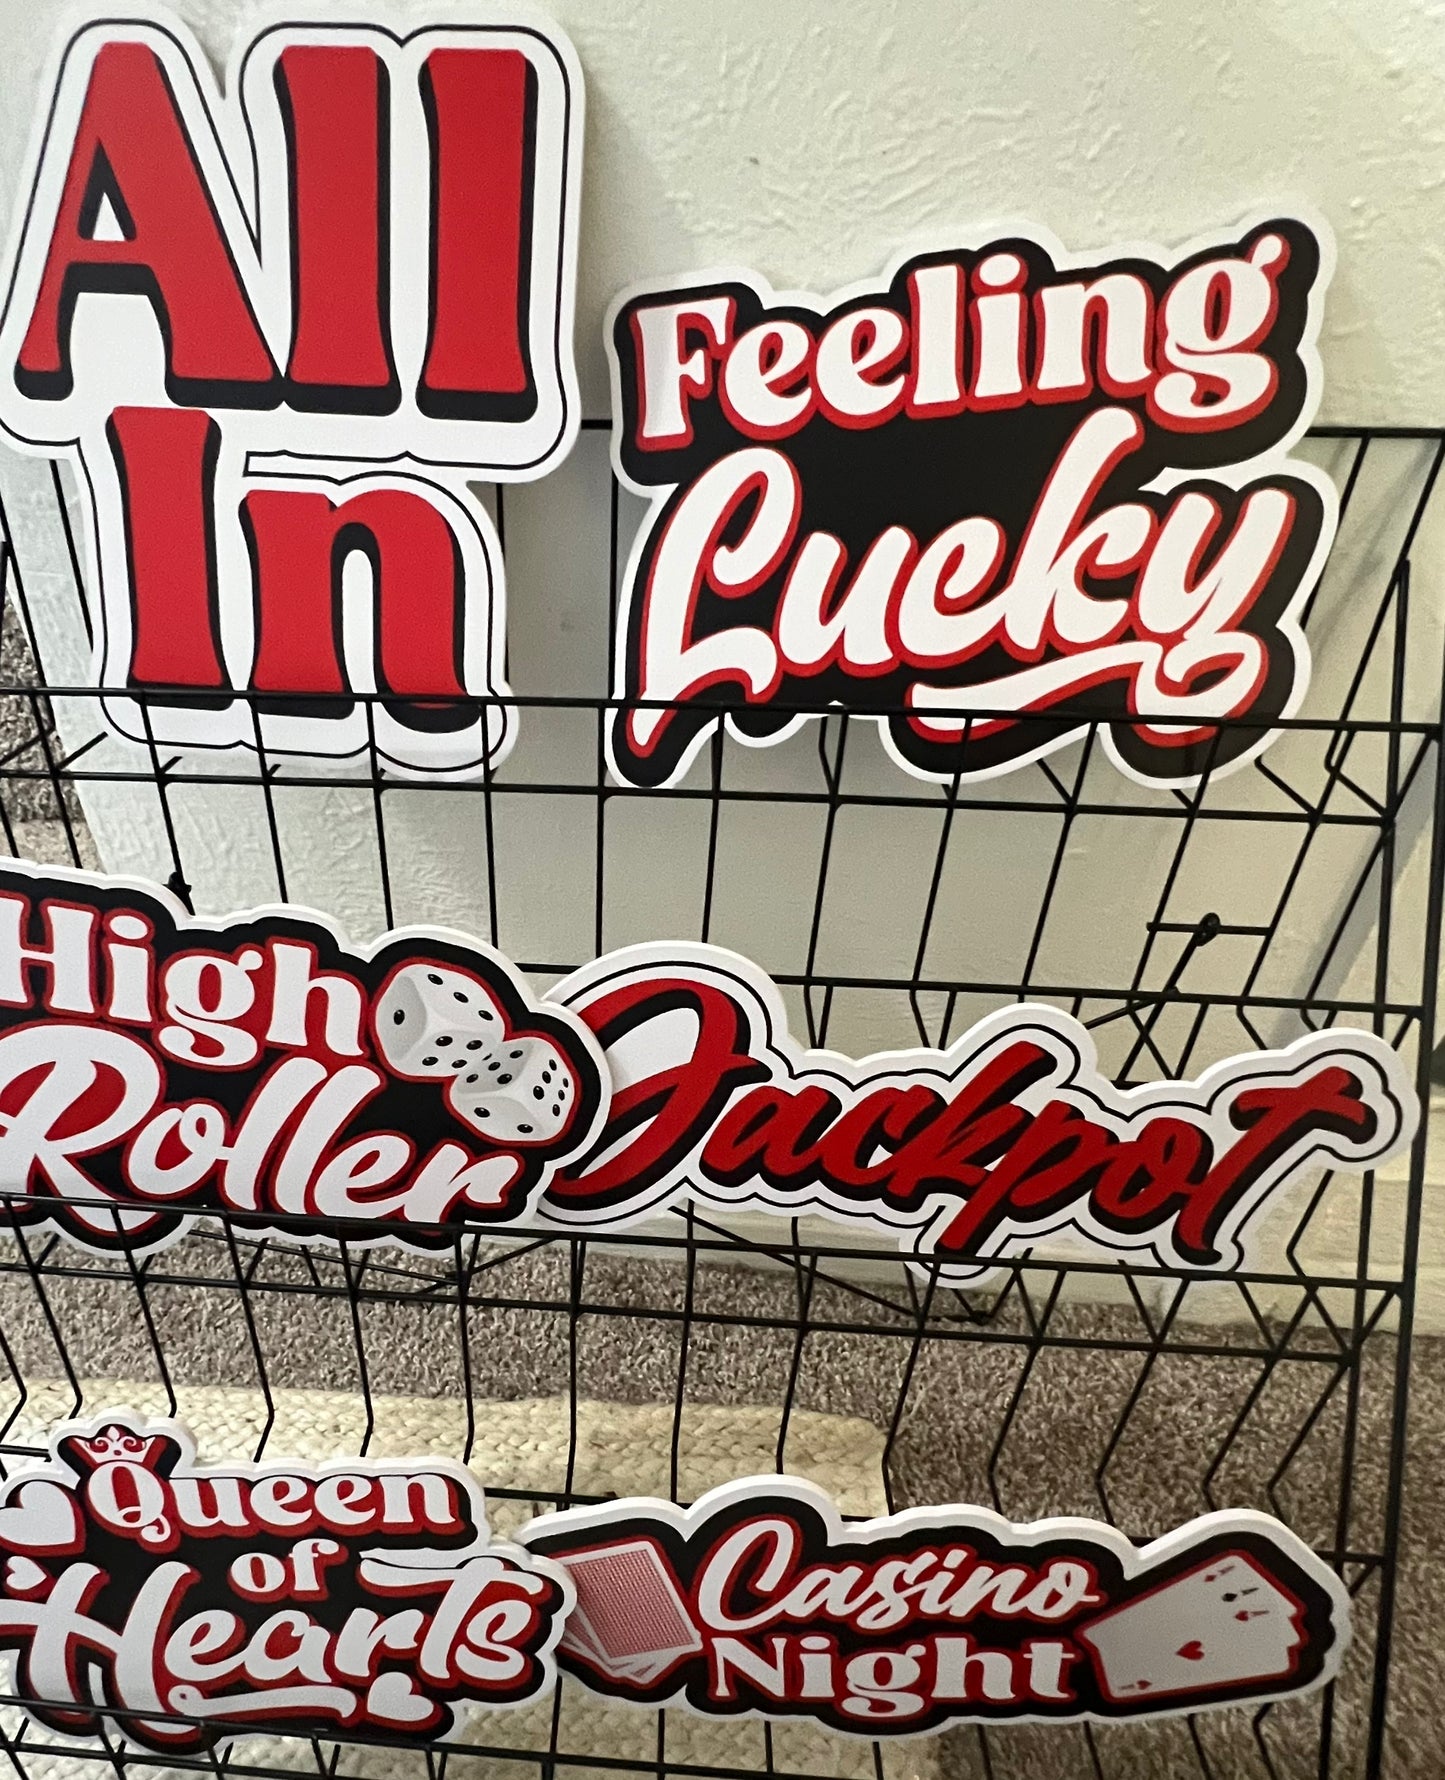 All
In
Feeling
Lucky
High
Roller
Jackpot
Queen
of
Hearts
Casino
Night